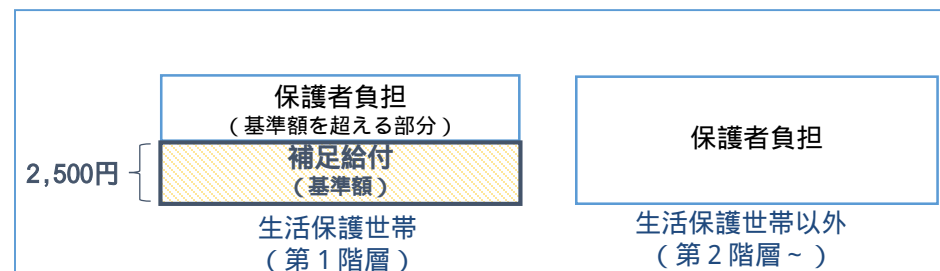 保護者負担
（基準額を超える部分）
補足給付
（基準額）
2,500円
生活保護世帯
（第１階層）
保護者負担
生活保護世帯以外
（第２階層～）